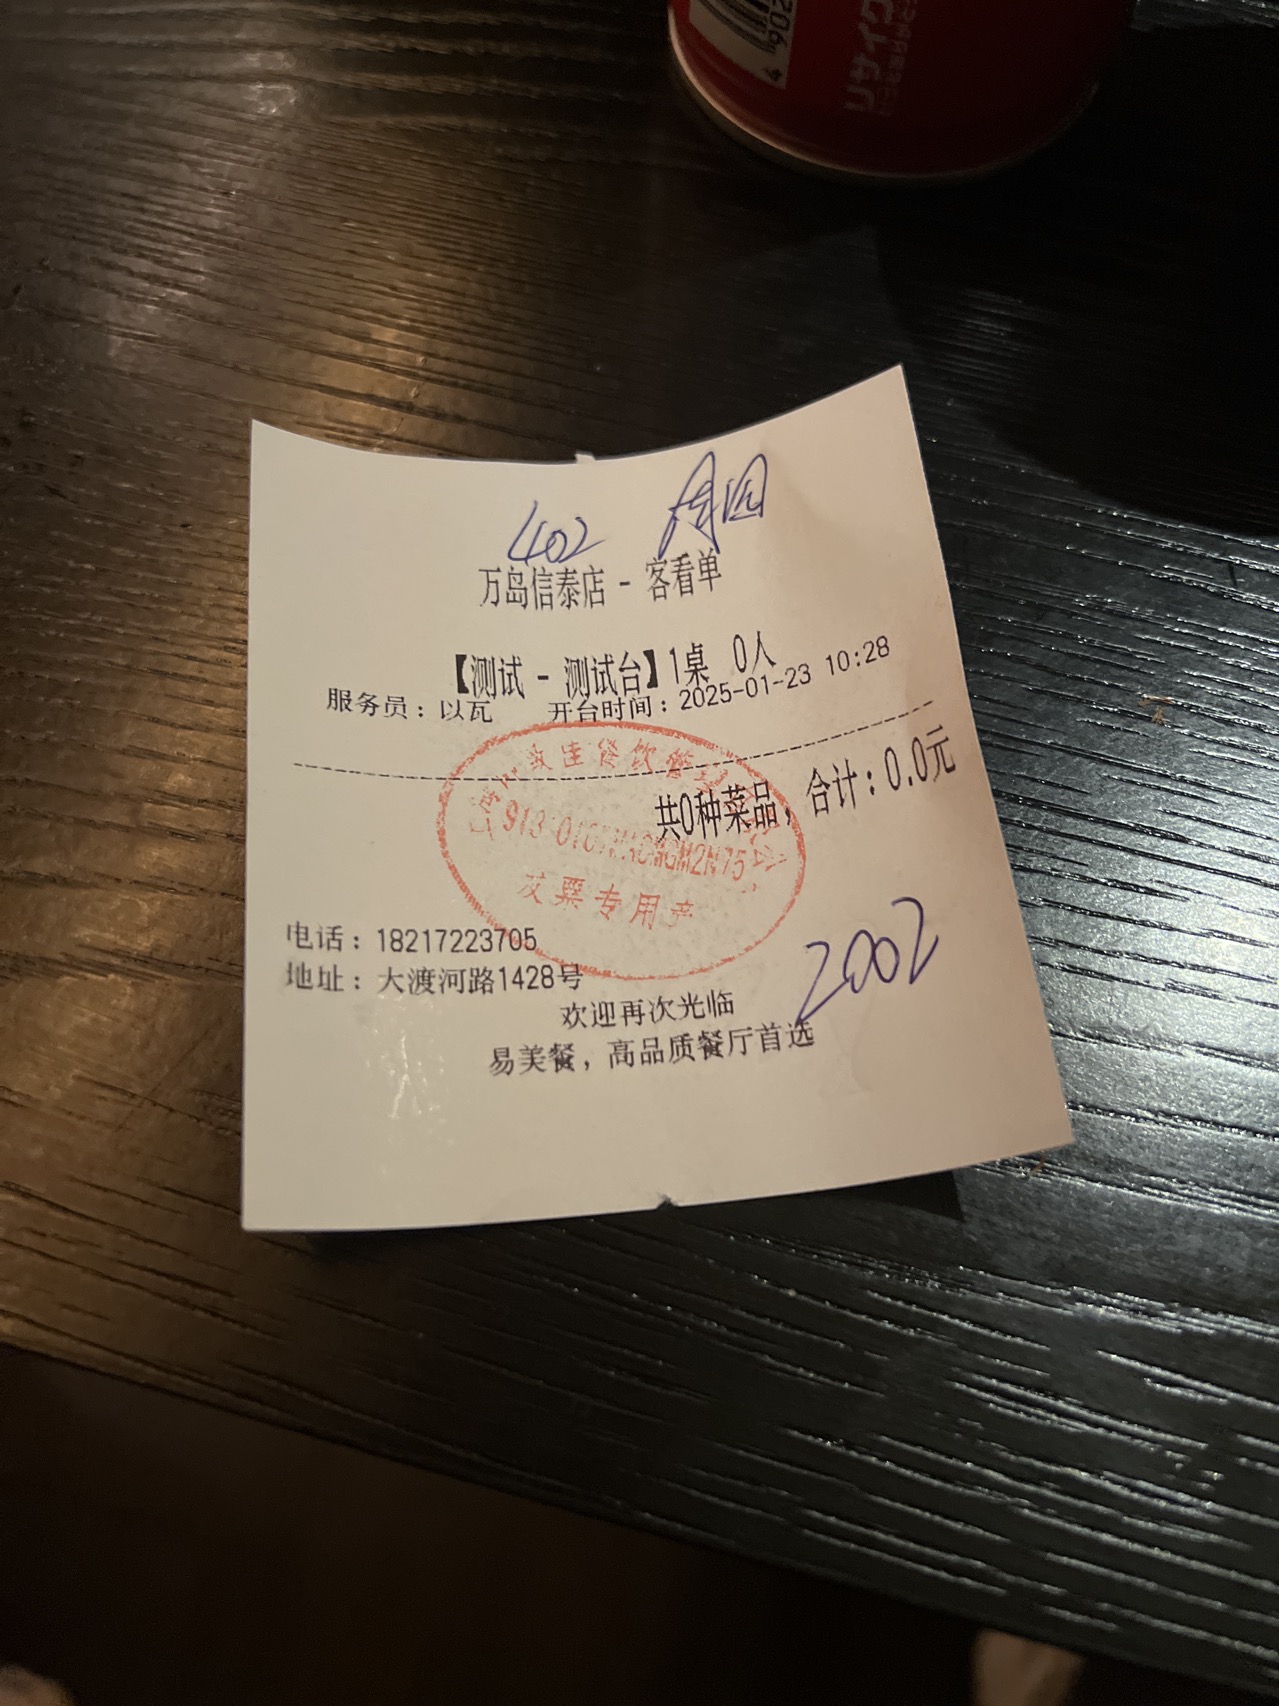 リサイク
402
万岛信泰店 - 客看单
【测试 - 测试台】1桌 0人
服务员：以瓦 开台时间：2025-01-23 10:28
共0种菜品，合计：0.0元
发票专用章
电话：18217223705
地址：大渡河路1428号
2002
欢迎再次光临
易美餐，高品质餐厅首选